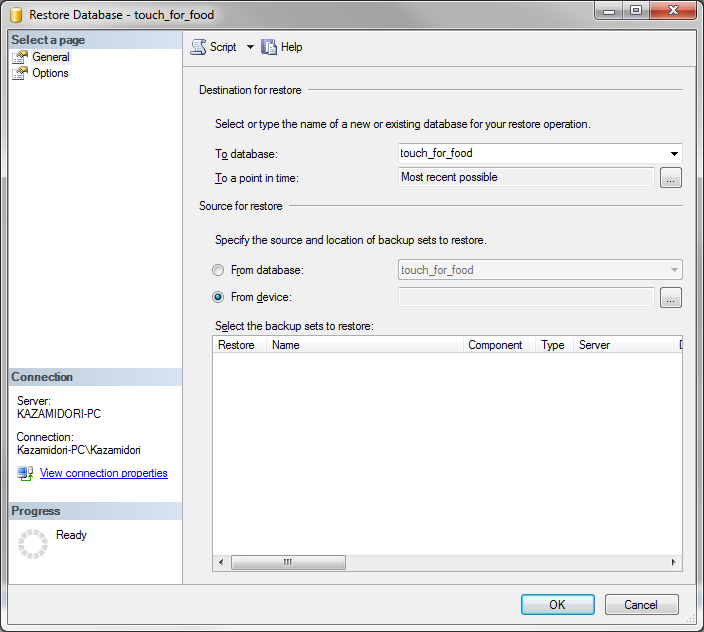 Restore Database - touch_for_food
Select a page
General
Options
Script
Help
Destination for restore
Select or type the name of a new or existing database for your restore operation.
To database:
touch_for_food
To a point in time:
Most recent possible
...
Source for restore
Specify the source and location of backup sets to restore.
From database:
touch_for_food
From device:
...
Select the backup sets to restore:
Restore Name Component Type Server
Connection
Server:
KAZAMIDORI-PC
Connection:
Kazamidori-PC\Kazamidori
View connection properties
Progress
Ready
OK
Cancel